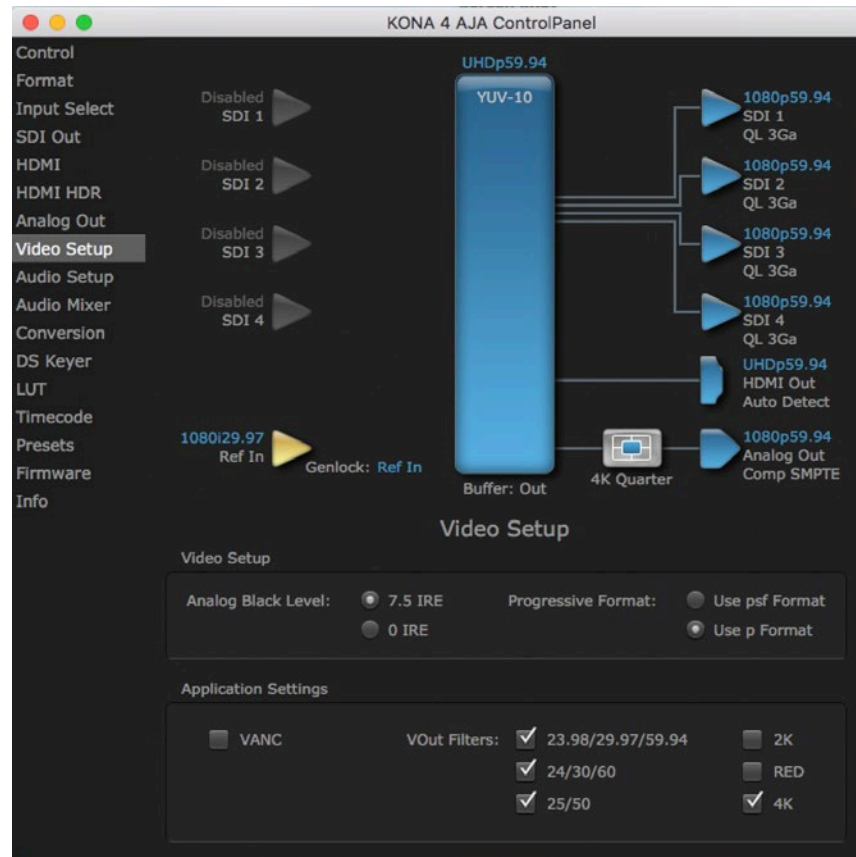 KONA 4 AJA ControlPanel
Control
Format
Input Select
SDI Out
HDMI
HDMI HDR
Analog Out
Video Setup
Audio Setup
Audio Mixer
Conversion
DS Keyer
LUT
Timecode
Presets
Firmware
Info
Disabled
SDI 1
Disabled
SDI 2
Disabled
SDI 3
Disabled
SDI 4
1080i29.97
Ref In
Genlock: Ref In
UHDp59.94
YUV-10
Buffer: Out
4K Quarter
1080p59.94
SDI 1
QL 3Ga
1080p59.94
SDI 2
QL 3Ga
1080p59.94
SDI 3
QL 3Ga
1080p59.94
SDI 4
QL 3Ga
UHDp59.94
HDMI Out
Auto Detect
1080p59.94
Analog Out
Comp SMPTE
Video Setup
Video Setup
Analog Black Level: 7.5 IRE Progressive Format: Use psf Format
0 IRE Use p Format
Application Settings
VANC VOut Filters: 23.98/29.97/59.94 2K
24/30/60 RED
25/50 4K